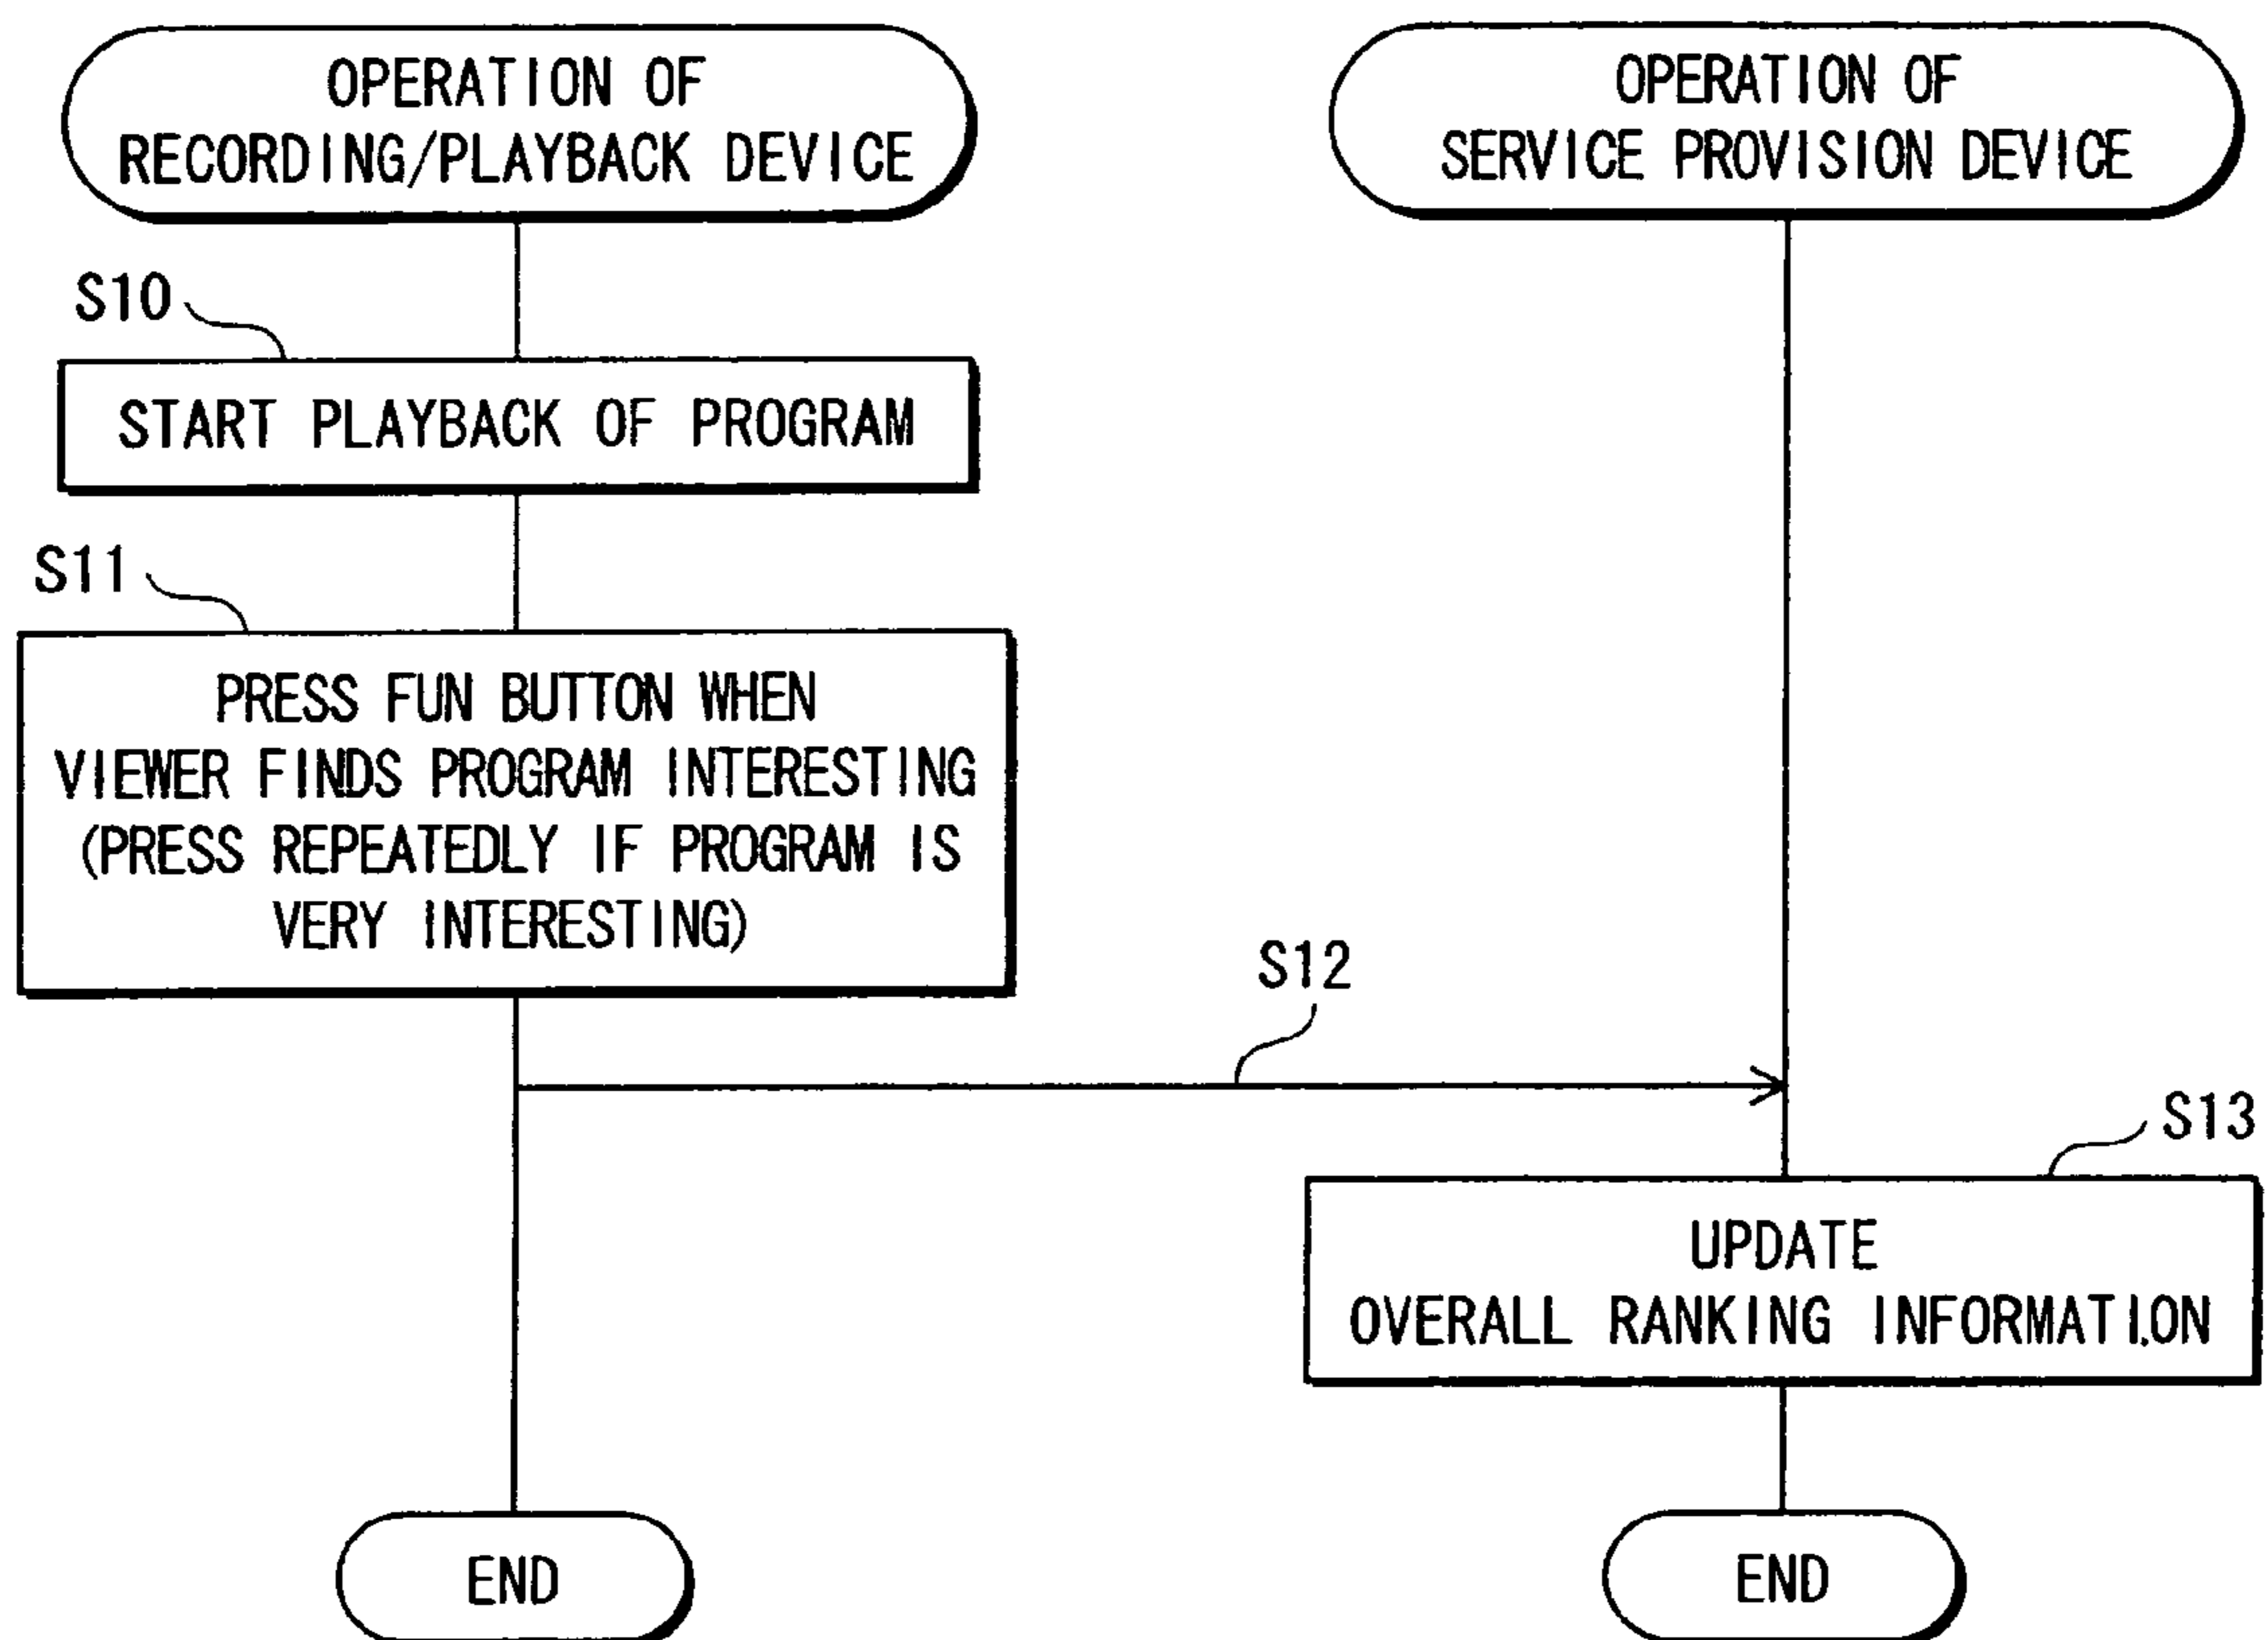 OPERATION OF
RECORDING/PLAYBACK DEVICE
OPERATION OF
SERVICE PROVISION DEVICE
S10
START PLAYBACK OF PROGRAM
S11
PRESS FUN BUTTON WHEN
VIEWER FINDS PROGRAM INTERESTING
(PRESS REPEATEDLY IF PROGRAM IS
VERY INTERESTING)
S12
S13
UPDATE
OVERALL RANKING INFORMATION
END
END